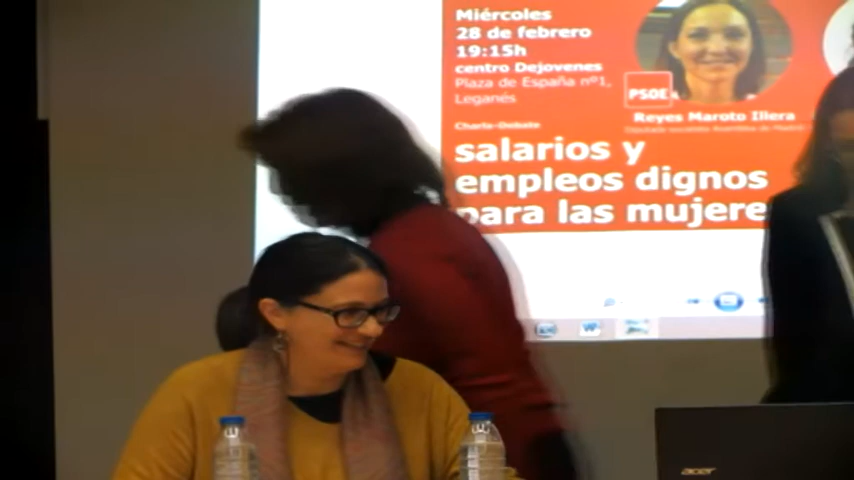 Miércoles
28 de febrero
19:15h
centro Dejovenes
Plaza de España nº1,
Leganés
PSOE
Reyes Maroto Illera
Charla-Debate
salarios y
empleos dignos
para las mujere
acer